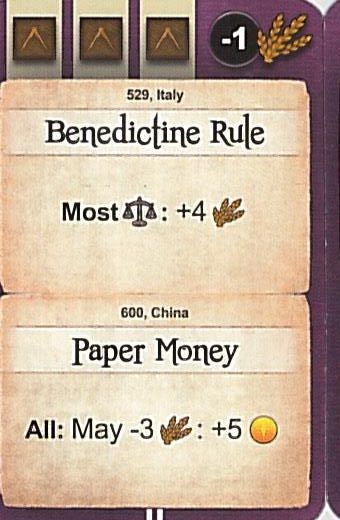 -1
529, Italy
Benedictine Rule
Most : +4
600, China
Paper Money
All: May -3 : +5